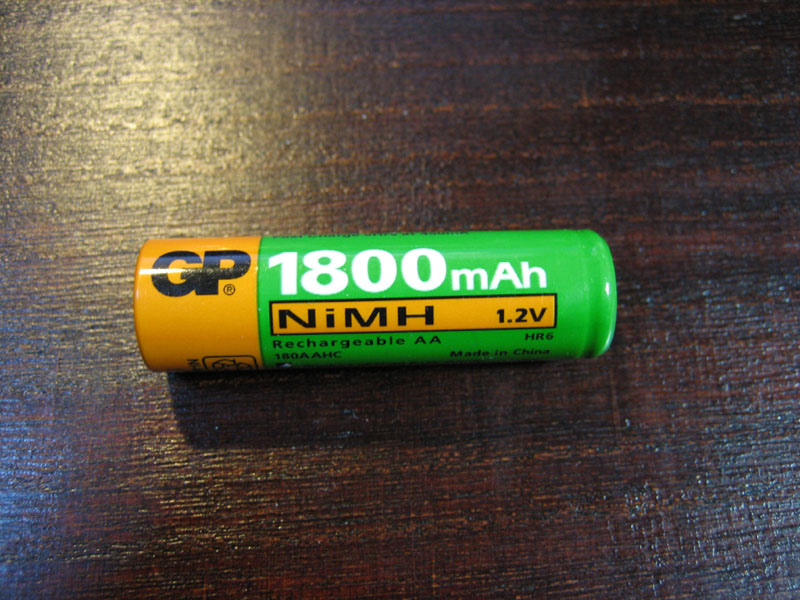 GP®
1800mAh
NiMH 1.2V
Rechargeable AA HR6
180AAHC Made in China